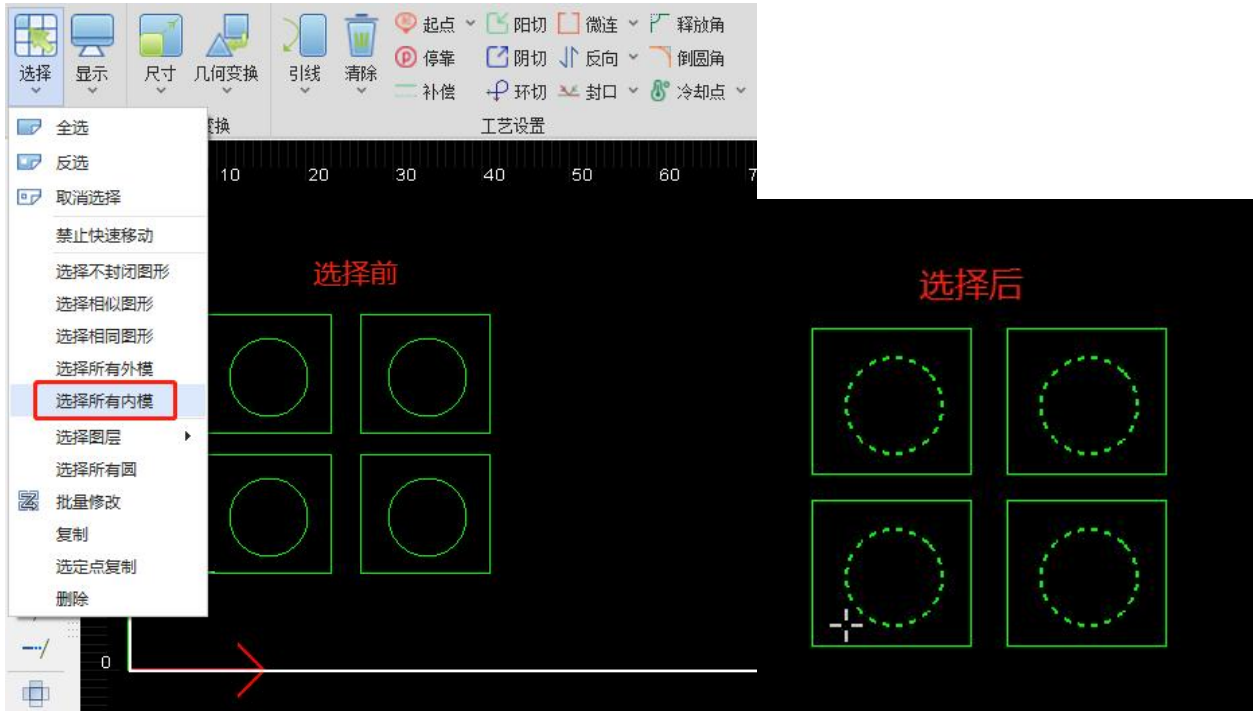 起点 阳切 微连 释放角
选择 显示 尺寸 几何变换 引线 清除 停靠 阴切 反向 倒圆角
补偿 环切 封口 冷却点
变换 工艺设置
全选
反选
取消选择
禁止快速移动
选择不封闭图形
选择相似图形
选择相同图形
选择所有外模
选择所有内模
选择图层
选择所有圆
批量修改
复制
选定点复制
删除
10 20 30 40 50 60 7
选择前
选择后
0